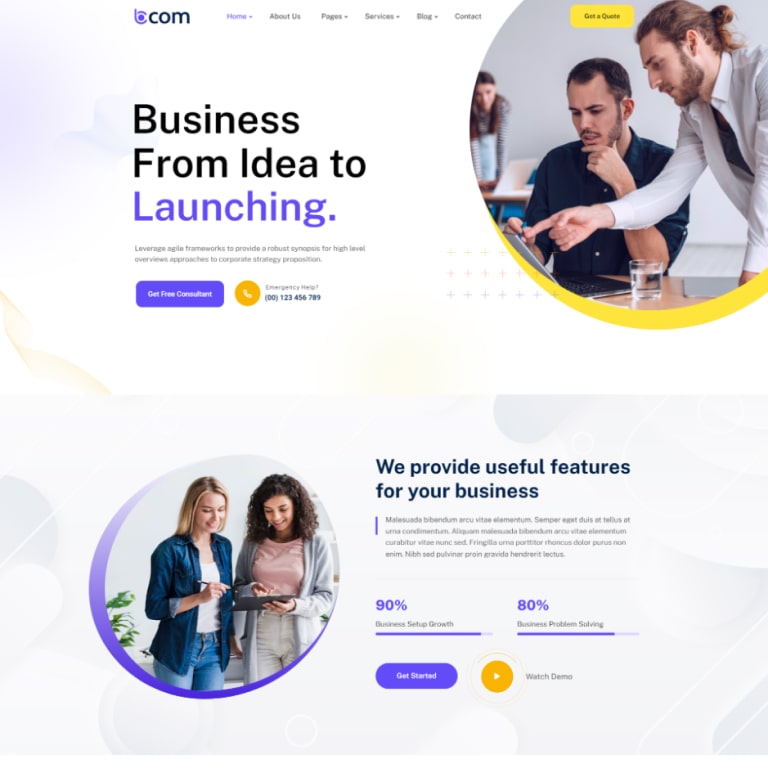 bcom
Home About Us Pages Services Blog Contact Get a Quote
Business
From Idea to
Launching.
Leverage agile frameworks to provide a robust synopsis for high level
overviews approaches to corporate strategy proposition.
Get Free Consultant
Emergency Help?
(00) 123 456 789
We provide useful features
for your business
Malesuada bibendum arcu vitae elementum. Semper eget duis at tellus at
urna condimentum. Aliquam malesuada bibendum arcu vitae elementum
curabitur vitae nunc sed. Fringilla urna porttitor rhoncus dolor purus non
enim. Nibh sed pulvinar proin gravida hendrerit lectus.
90% 80%
Business Setup Growth Business Problem Solving
Get Started Watch Demo